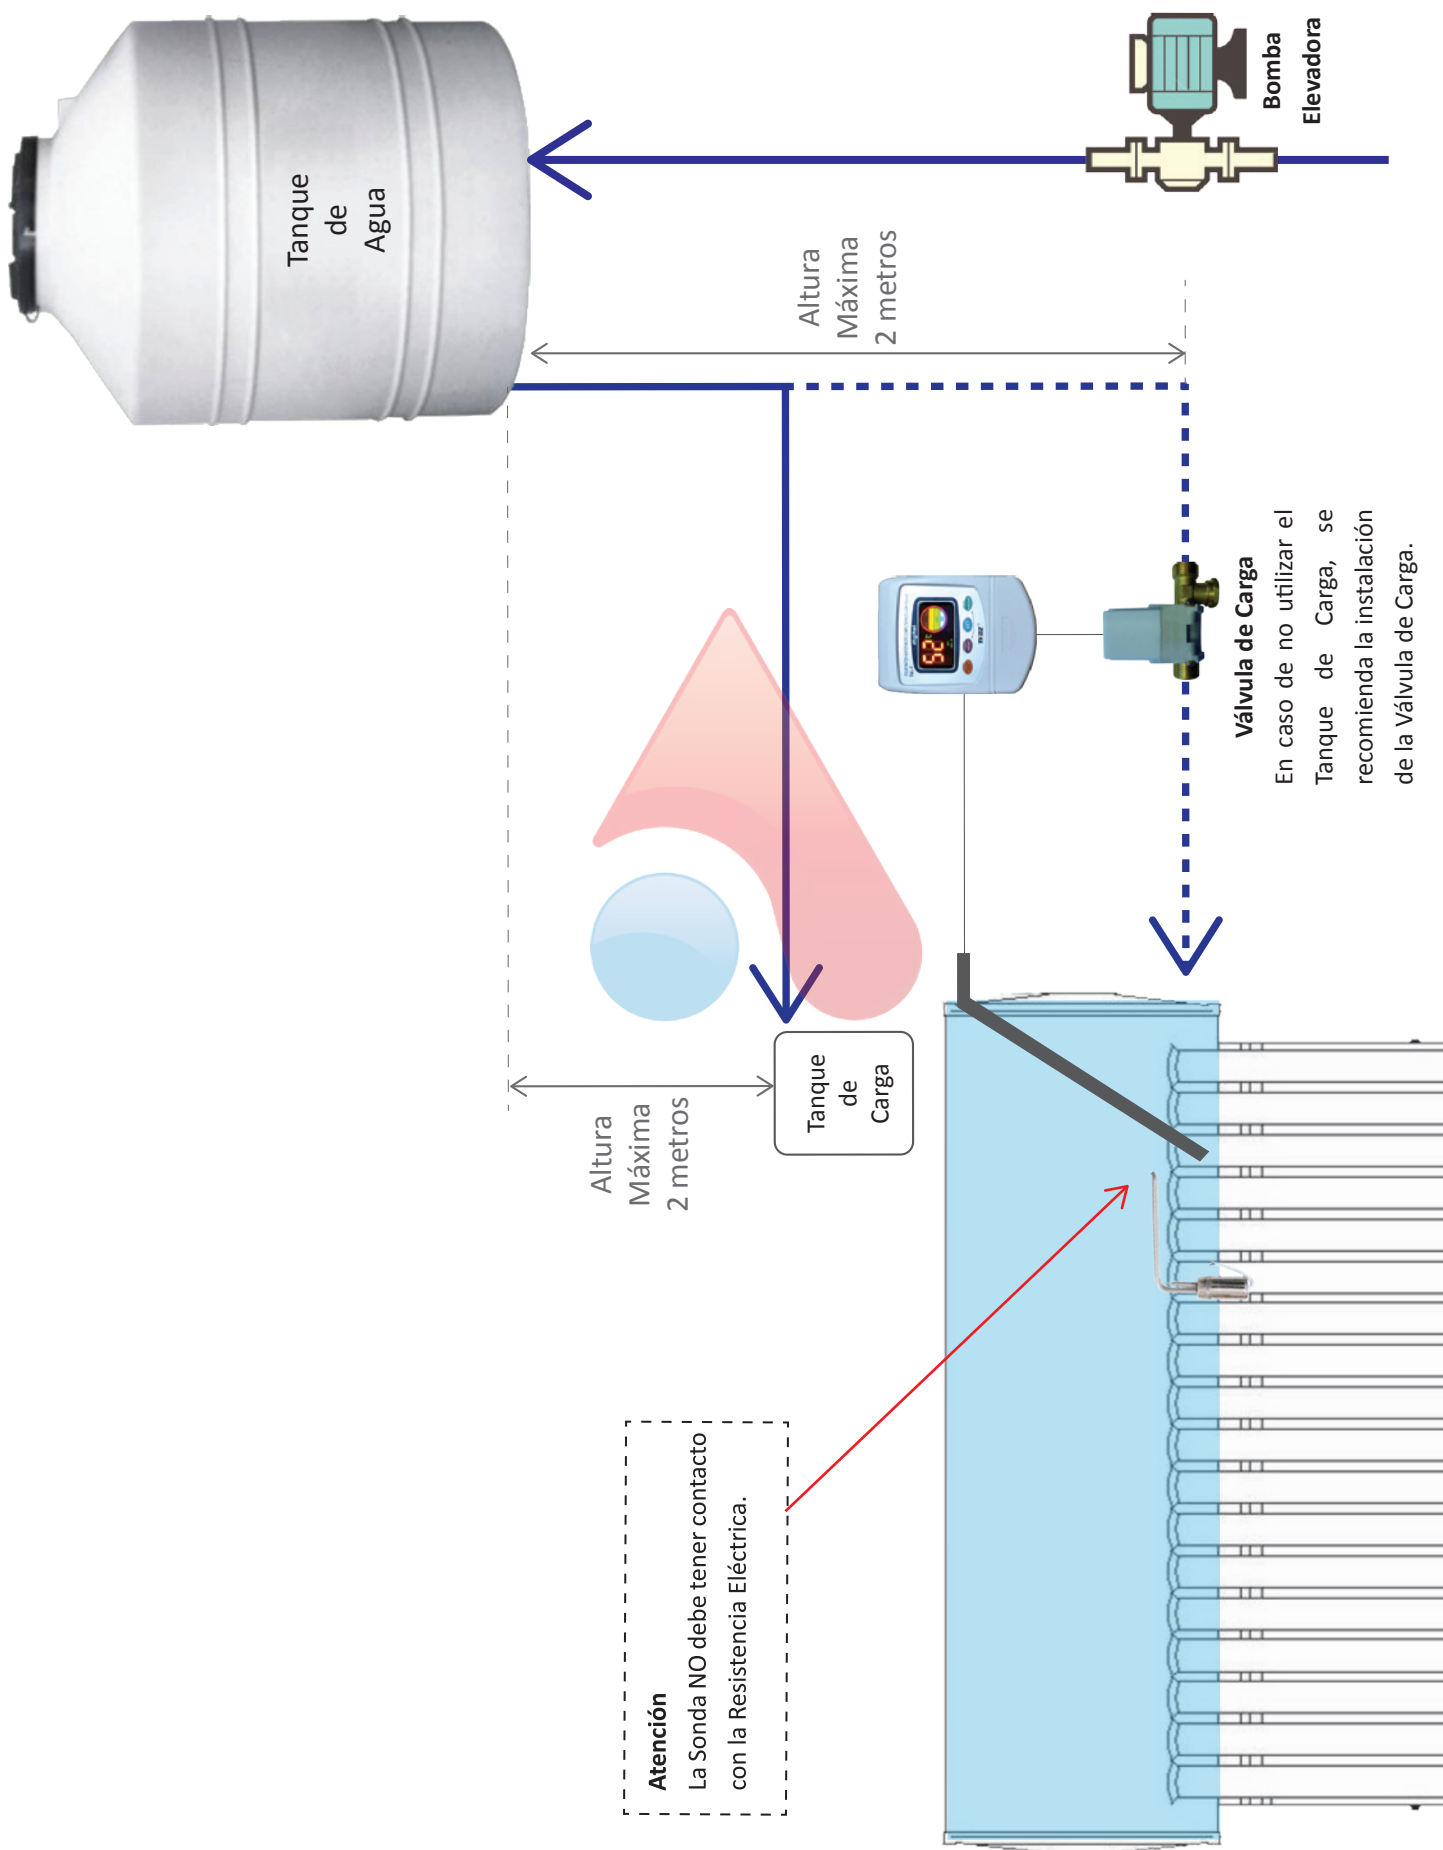 Tanque
de
Agua
Bomba
Elevadora
Altura
Máxima
2 metros
Altura
Máxima
2 metros
Tanque
de
Carga
Válvula de Carga
En caso de no utilizar el
Tanque de Carga, se
recomienda la instalación
de la Válvula de Carga.
Atención
La Sonda NO debe tener contacto
con la Resistencia Eléctrica.